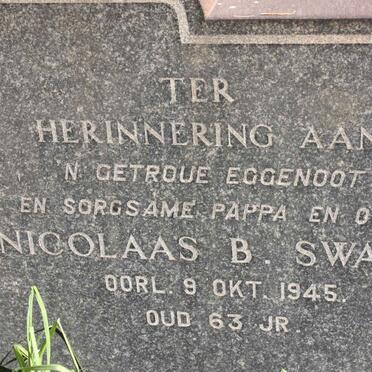 TER
HERINNERING AAN
'N GETROUE EGGENOOT
EN SORGSAME PAPPA EN
NICOLAAS B. SWA
OORL. 9 OKT. 1945.
OUD 63 JR.